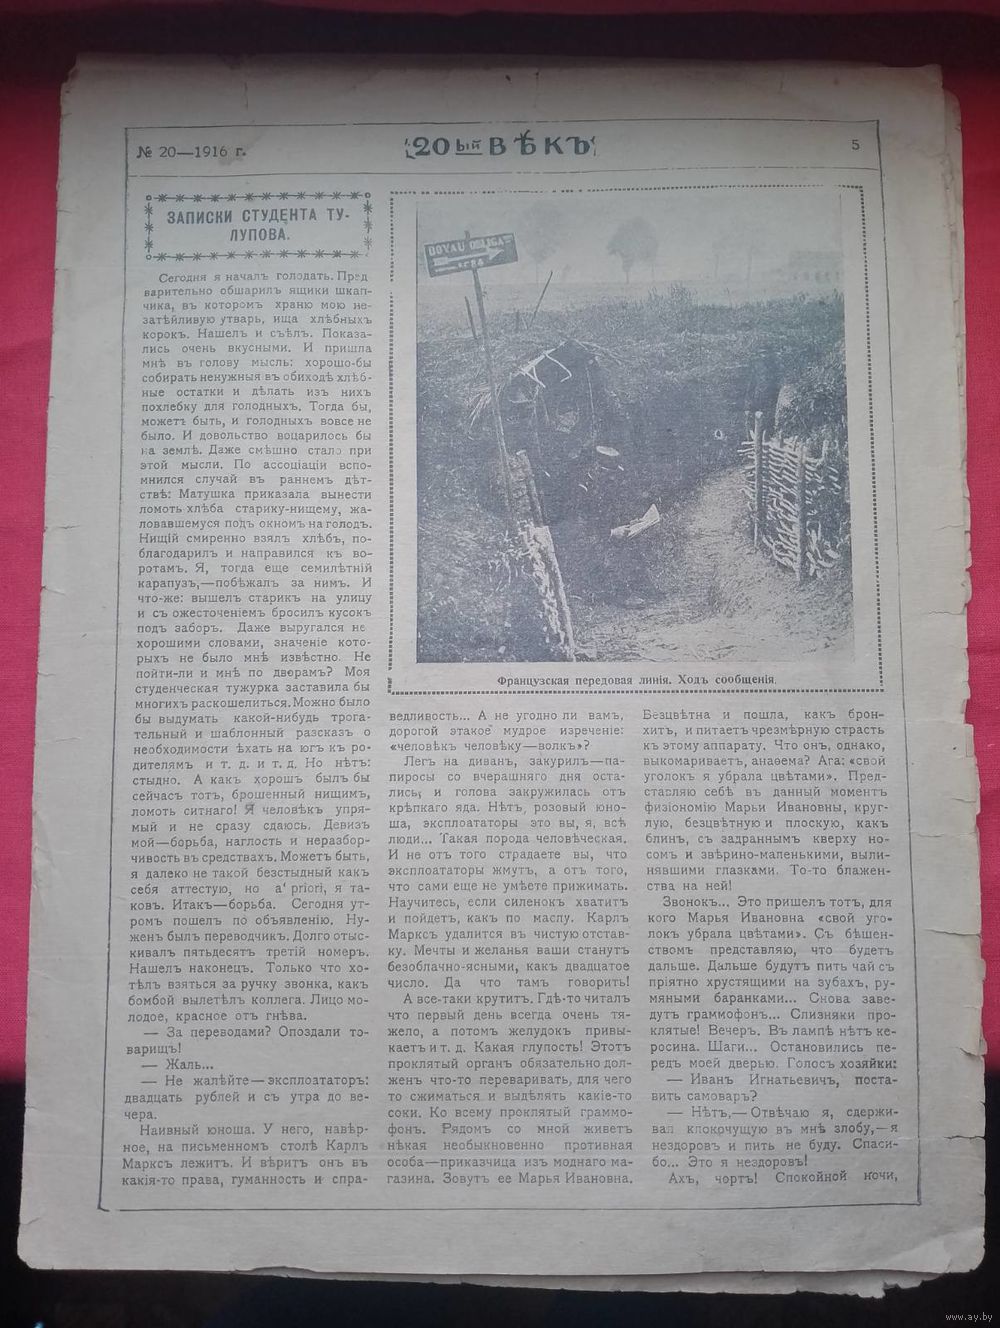 № 20—1916 г.
20ый ВѢКЪ
5
ЗАПИСКИ СТУДЕНТА ТУ-
ЛУПОВА.
Сегодня я началъ голодать. Пред
варительно обшарилъ ящики шкап-
чика, въ которомъ храню мою не-
затѣйливую утварь, ища хлѣбныхъ
корокъ. Нашелъ и съѣлъ. Показа-
лись очень вкусными. И пришла
мнѣ въ голову мысль: хорошо-бы
собирать ненужныя въ обиходѣ хлѣб-
ные остатки и дѣлать изъ нихъ
похлебку для голодныхъ. Тогда бы,
можетъ быть, и голодныхъ вовсе не
было. И довольство воцарилось бы
на землѣ. Даже смѣшно стало при
этой мысли. По ассоціаціи вспо-
мнился случай въ раннемъ дѣт-
ствѣ: Матушка приказала вынести
ломоть хлѣба старику-нищему, жа-
ловавшемуся подъ окномъ на голодъ.
Нищій смиренно взялъ хлѣбъ, по-
благодарилъ и направился къ во-
ротамъ. Я, тогда еще семилѣтній
карапузъ,—побѣжалъ за нимъ. И
что-же: вышелъ старикъ на улицу
и съ ожесточеніемъ бросилъ кусокъ
подъ заборъ. Даже выругался не
хорошими словами, значеніе кото-
рыхъ не было мнѣ извѣстно. Не
пойти-ли и мнѣ по дворамъ? Моя
студенческая тужурка заставила бы
многихъ раскошелиться. Можно было
бы выдумать какой-нибудь трога-
тельный и шаблонный разсказъ о
необходимости ѣхать на югъ къ ро-
дителямъ и т. д. и т. д. Но нѣтъ:
стыдно. А какъ хорошъ былъ бы
сейчасъ тотъ, брошенный нищимъ,
ломоть ситнаго! Я человѣкъ упря-
мый и не сразу сдаюсь. Девизъ
мой—борьба, наглость и неразбор-
чивость въ средствахъ. Можетъ быть,
я далеко не такой безстыдный какъ
себя аттестую, но a' priori, я та-
ковъ. Итакъ—борьба. Сегодня ут-
ромъ пошелъ по объявленію. Ну-
женъ былъ переводчикъ. Долго отыс-
кивалъ пятьдесятъ третій номеръ.
Нашелъ наконецъ. Только что хо-
тѣлъ взяться за ручку звонка, какъ
бомбой вылетѣлъ коллега. Лицо мо-
лодое, красное отъ гнѣва.
— За переводами? Опоздали то-
варищъ!
— Жаль...
— Не жалѣйте—эксплоататоръ:
двадцать рублей и съ утра до ве-
чера.
Наивный юноша. У него, навѣр-
ное, на письменномъ столѣ Карлъ
Марксъ лежитъ. И вѣритъ онъ въ
какія-то права, гуманность и спра-
Французская передовая линія. Ходъ сообщенія.
ведливость... А не угодно ли вамъ,
дорогой этакое мудрое изреченіе:
«человѣкъ человѣку—волкъ»?
Легъ на диванъ, закурилъ—па-
пиросы со вчерашняго дня оста-
лись, и голова закружилась отъ
крѣпкаго яда. Нѣтъ, розовый юно-
ша, эксплоататоры это вы, я, всѣ
люди... Такая порода человѣческая.
И не отъ того страдаете вы, что
эксплоататоры жмутъ, а отъ того,
что сами еще не умѣете прижимать.
Научитесь, если силенокъ хватитъ
и пойдетъ, какъ по маслу. Карлъ
Марксъ удалится въ чистую отстав-
ку. Мечты и желанья ваши станутъ
безоблачно-ясными, какъ двадцатое
число. Да что тамъ говорить!
А все-таки крутитъ. Гдѣ-то читалъ
что первый день всегда очень тя-
жело, а потомъ желудокъ привы-
каетъ и т. д. Какая глупость! Этотъ
проклятый органъ обязательно дол-
женъ что-то переваривать, для чего
то сжиматься и выдѣлять какіе-то
соки. Ко всему проклятый граммо-
фонъ. Рядомъ со мной живетъ
нѣкая необыкновенно противная
особа—приказчица изъ моднаго ма-
газина. Зовутъ ее Марья Ивановна.
Безцвѣтна и пошла, какъ брон-
хитъ, и питаетъ чрезмѣрную страсть
къ этому аппарату. Что онъ, однако,
выкомариваетъ, анаѳема? Ага: «свой
уголокъ я убрала цвѣтами». Пред-
ставляю себѣ въ данный моментъ
физіономію Марьи Ивановны, круг-
лую, безцвѣтную и плоскую, какъ
блинъ, съ задраннымъ кверху но-
сомъ и звѣрино-маленькими, выли-
нявшими глазками. То-то блажен-
ства на ней!
Звонокъ... Это пришелъ тотъ, для
кого Марья Ивановна «свой уго-
локъ убрала цвѣтами». Съ бѣшен-
ствомъ представляю, что будетъ
дальше. Дальше будутъ пить чай съ
пріятно хрустящими на зубахъ, ру-
мяными баранками... Снова заве-
дутъ граммофонъ... Слизняки про-
клятые! Вечеръ. Въ лампѣ нѣтъ ке-
росина. Шаги... Остановились пе-
редъ моей дверью. Голосъ хозяйки:
— Иванъ Игнатьевичъ, поста-
вить самоваръ?
— Нѣтъ,—Отвѣчаю я, сдержи-
вая клокочущую въ мнѣ злобу,—я
нездоровъ и пить не буду. Спаси-
бо... Это я нездоровъ!
Ахъ, чортъ! Спокойной ночи,
www.ay.by